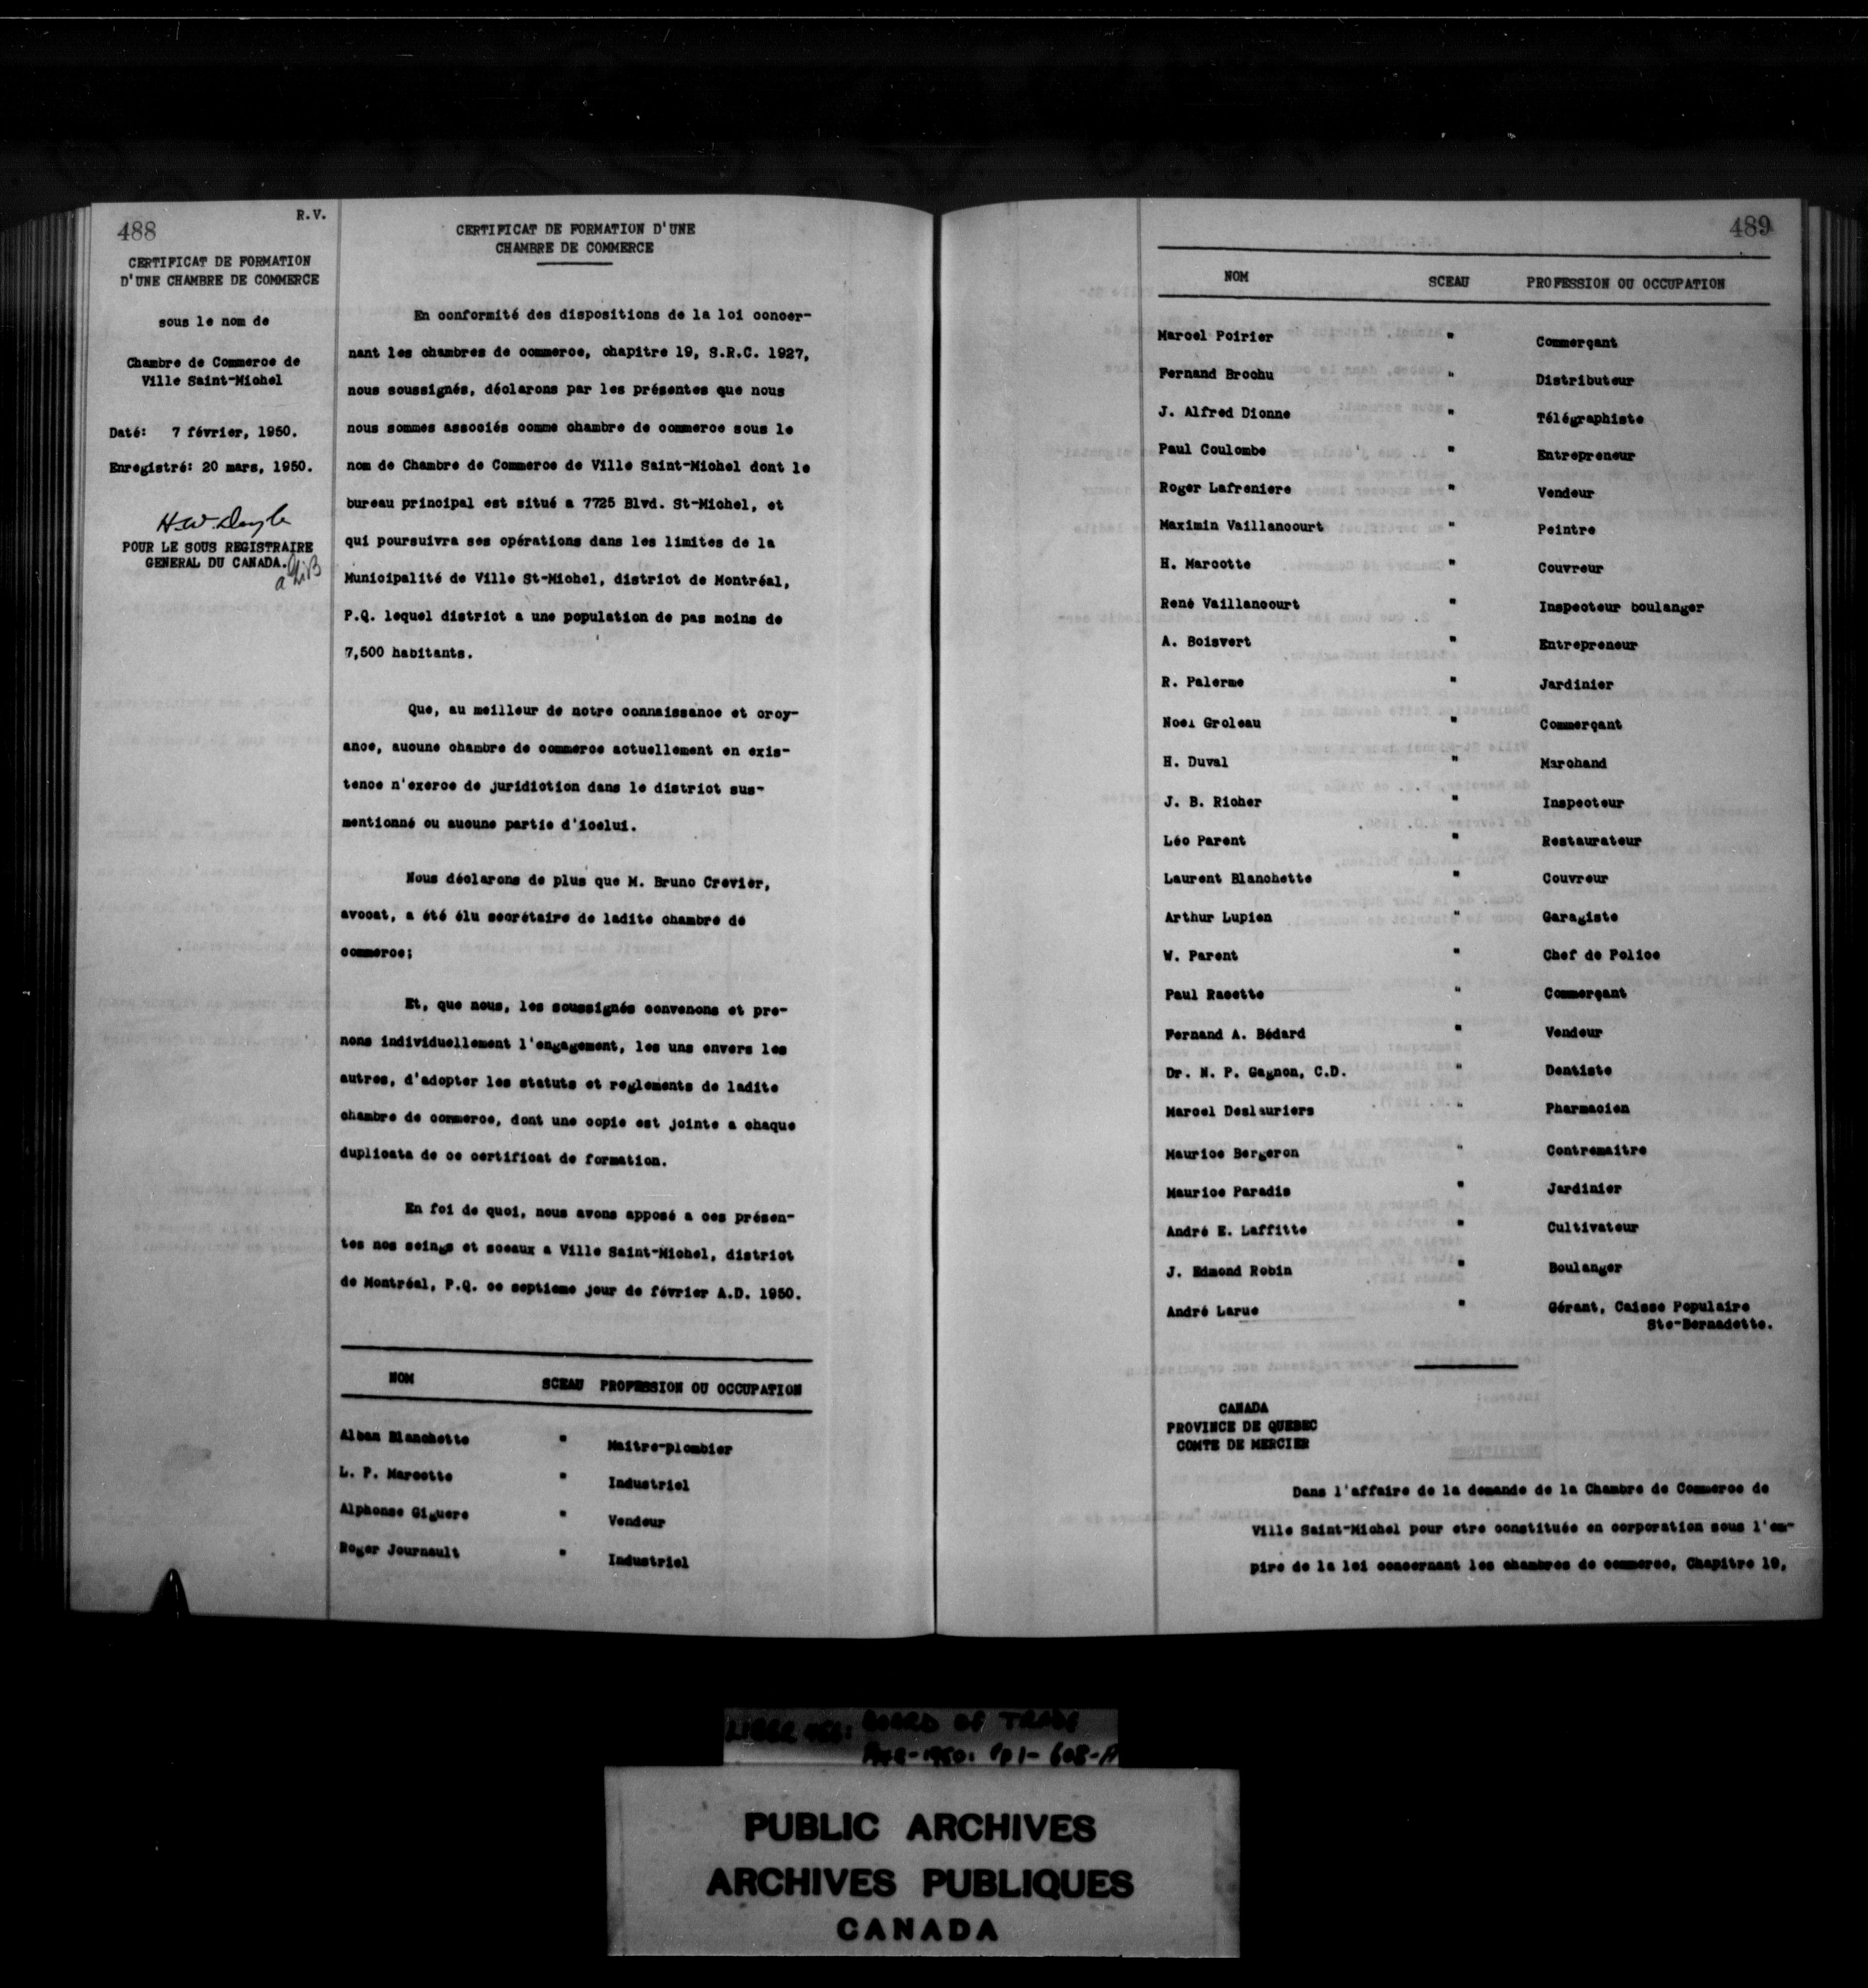 488
R.V.
CERTIFICAT DE FORMATION
D'UNE CHAMBRE DE COMMERCE
sous le nom de
Chambre de Commerce de
Ville Saint-Michel
Daté: 7 février, 1950.
Enregistré: 20 mars, 1950.
H.W. Doyle
POUR LE SOUS REGISTRAIRE
GENERAL DU CANADA.
CERTIFICAT DE FORMATION D'UNE
CHAMBRE DE COMMERCE
En conformité des dispositions de la loi concer-
nant les chambres de commerce, chapitre 19, S.R.C. 1927,
nous soussignés, déclarons par les présentes que nous
nous sommes associés comme chambre de commerce sous le
nom de Chambre de Commerce de Ville Saint-Michel dont le
bureau principal est situé a 7725 Blvd. St-Michel, et
qui poursuivra ses opérations dans les limites de la
Municipalité de Ville St-Michel, district de Montréal,
P.Q. lequel district a une population de pas moins de
7,500 habitants.
Que, au meilleur de notre connaissance et croy-
ance, aucune chambre de commerce actuellement en exis-
tence n'exerce de juridiction dans le district sus-
mentionné ou aucune partie d'icelui.
Nous déclarons de plus que M. Bruno Crevier,
avocat, a été élu secrétaire de ladite chambre de
commerce;
Et, que nous, les soussignés convenons et pre-
nons individuellement l'engagement, les uns envers les
autres, d'adopter les statuts et reglements de ladite
chambre de commerce, dont une copie est jointe a chaque
duplicata de ce certificat de formation.
En foi de quoi, nous avons apposé a ces présen-
tes nos seings et sceaux a Ville Saint-Michel, district
de Montréal, P.Q. ce septieme jour de février A.D. 1950.
NOM SCEAU PROFESSION OU OCCUPATION
Alban Blanchette " Maitre-plombier
L. P. Marcotte " Industriel
Alphonse Giguere " Vendeur
Roger Journault " Industriel
489
NOM SCEAU PROFESSION OU OCCUPATION
Marcel Poirier " Commerçant
Fernand Brochu " Distributeur
J. Alfred Dionne " Télégraphiste
Paul Coulombe " Entrepreneur
Roger Lafreniere " Vendeur
Maximin Vaillancourt " Peintre
H. Marcotte " Couvreur
René Vaillancourt " Inspecteur boulanger
A. Boisvert " Entrepreneur
R. Palerme " Jardinier
Noel Groleau " Commerçant
H. Duval " Marchand
J. B. Richer " Inspecteur
Léo Parent " Restaurateur
Laurent Blanchette " Couvreur
Arthur Lupien " Garagiste
W. Parent " Chef de Police
Paul Racette " Commerçant
Fernand A. Bédard " Vendeur
Dr. N. P. Gagnon, C.D. " Dentiste
Marcel Deslauriers " Pharmacien
Maurice Bergeron " Contremaitre
Maurice Paradis " Jardinier
André E. Laffitte " Cultivateur
J. Edmond Robin " Boulanger
André Larue " Gérant, Caisse Populaire
Ste-Bernadette.
CANADA
PROVINCE DE QUEBEC
COMTE DE MERCIER
Dans l'affaire de la demande de la Chambre de Commerce de
Ville Saint-Michel pour etre constituée en corporation sous l'em-
pire de la loi concernant les chambres de commerce, Chapitre 19,
BOARD OF TRADE
PUBLIC ARCHIVES
ARCHIVES PUBLIQUES
CANADA